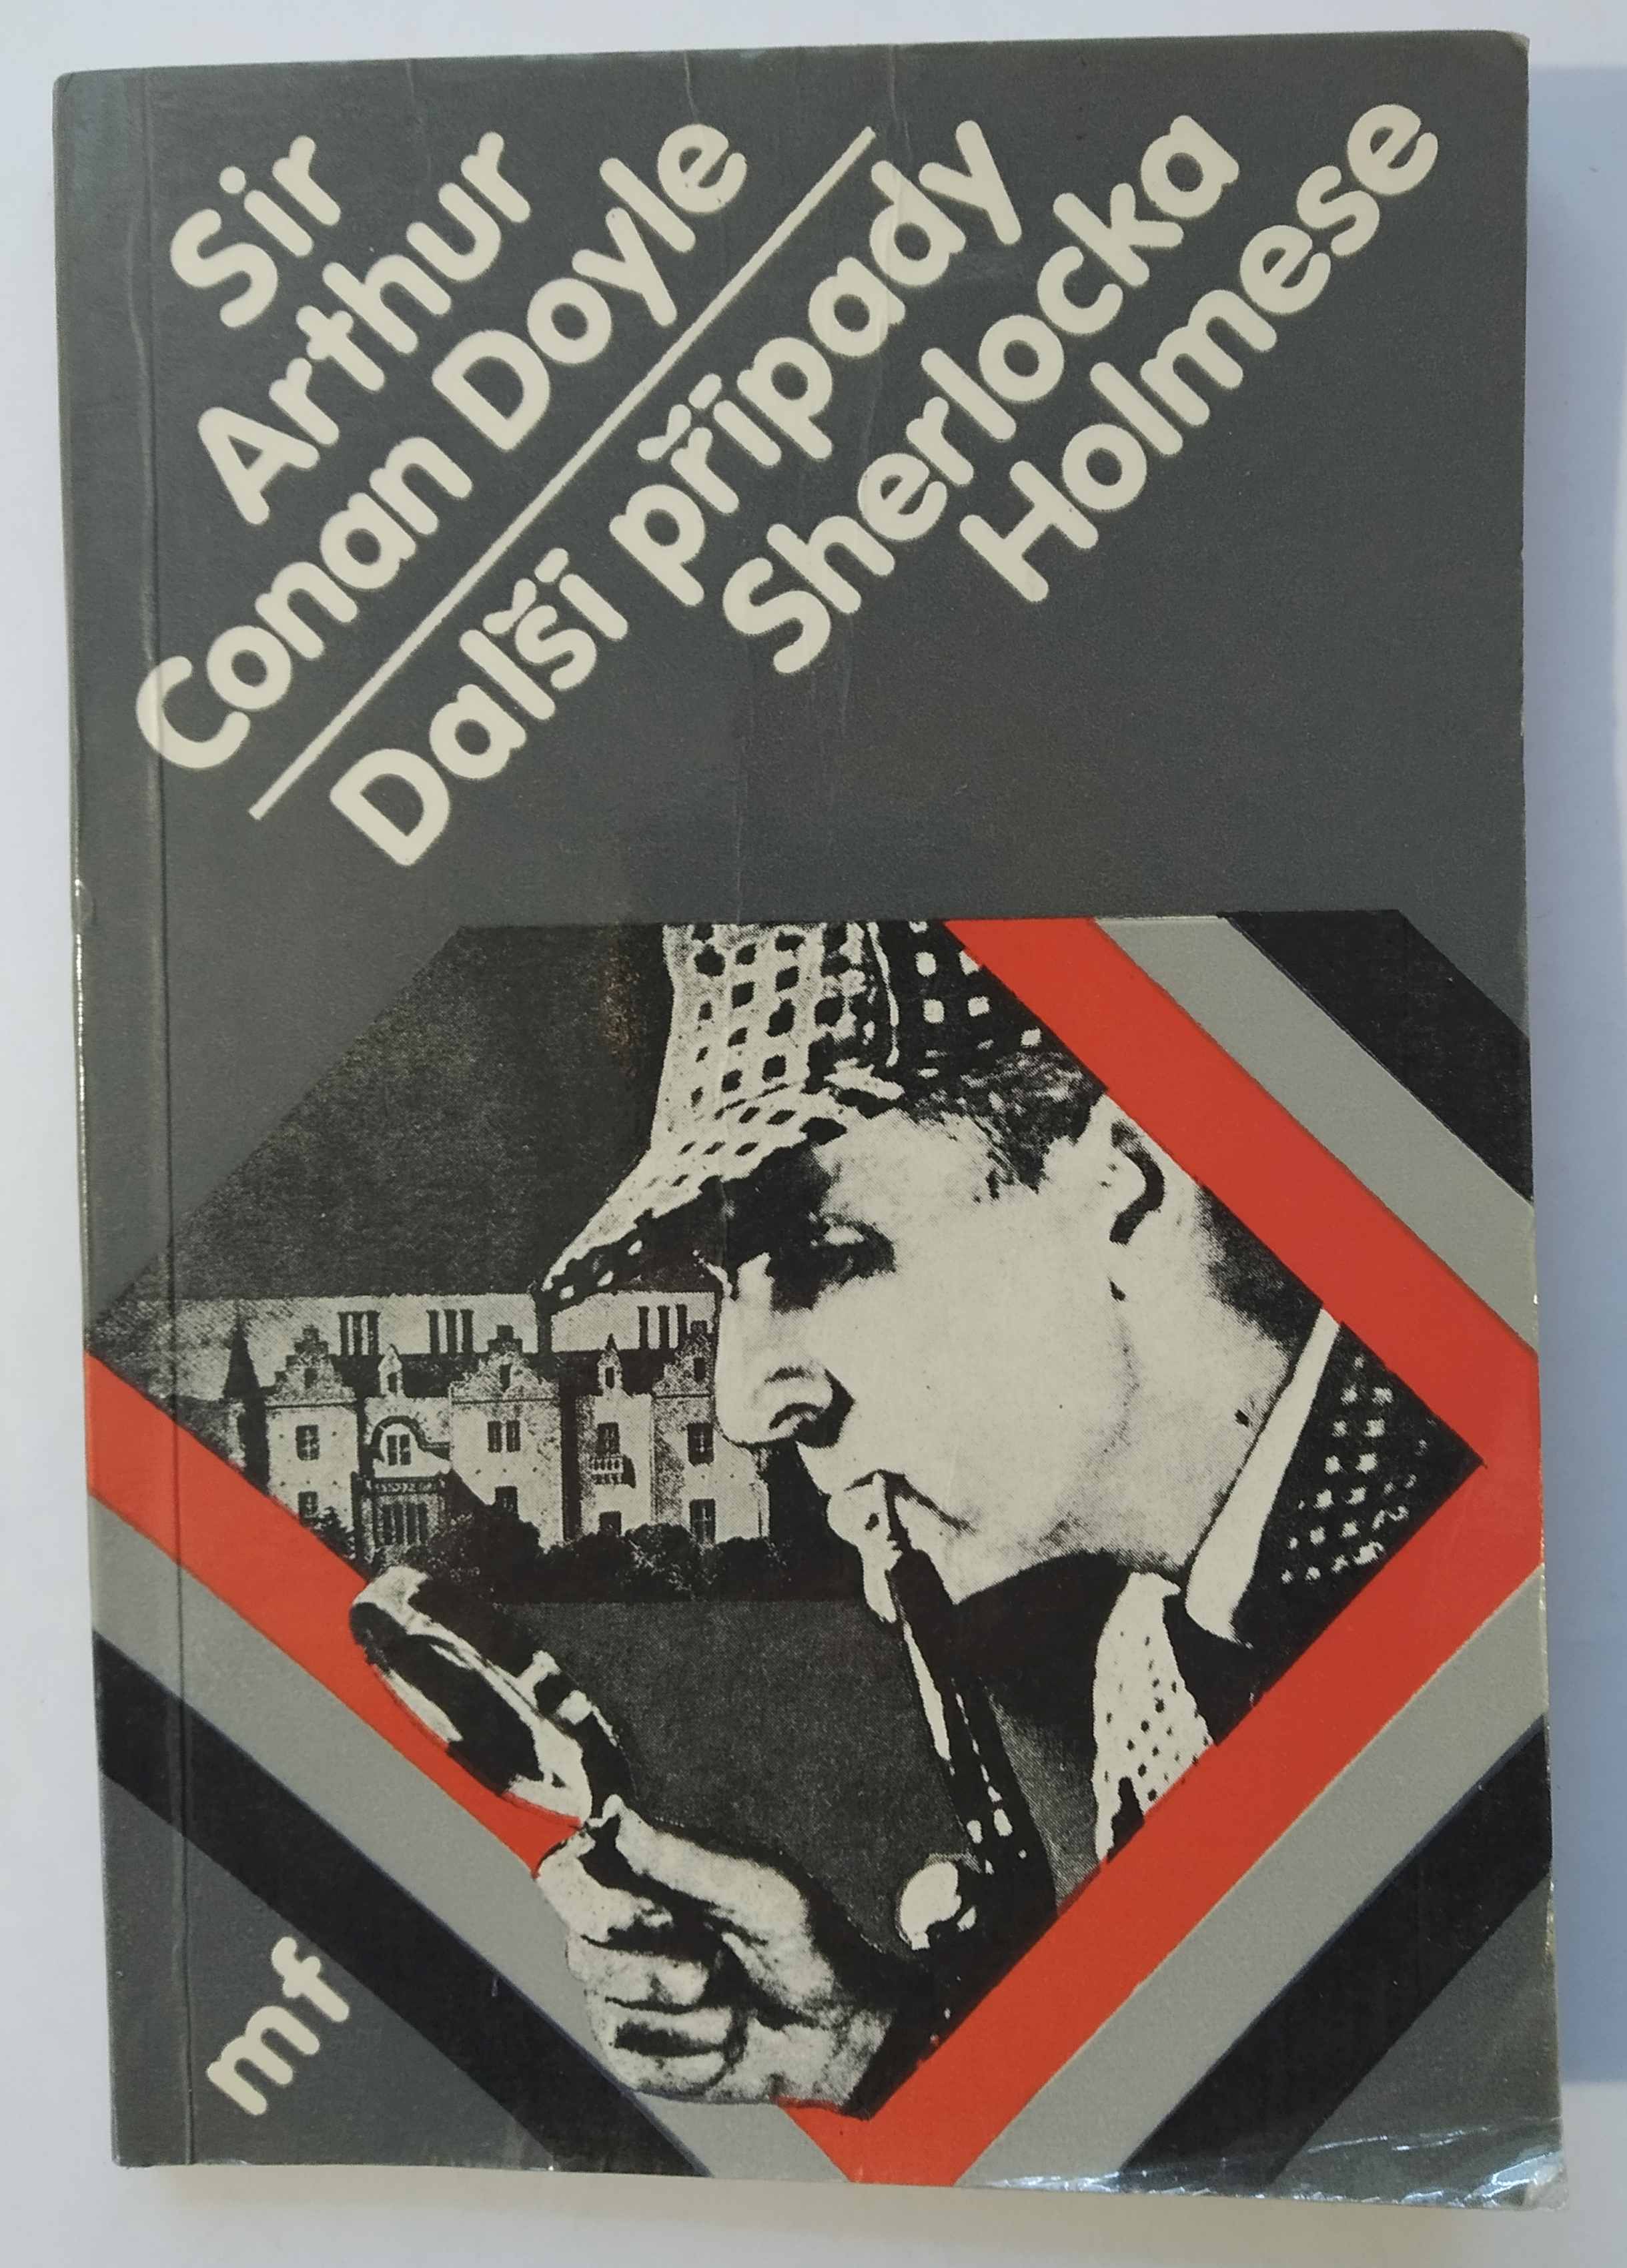 Sir
Arthur
Conan Doyle
Další případy
Sherlocka
Holmese
mf